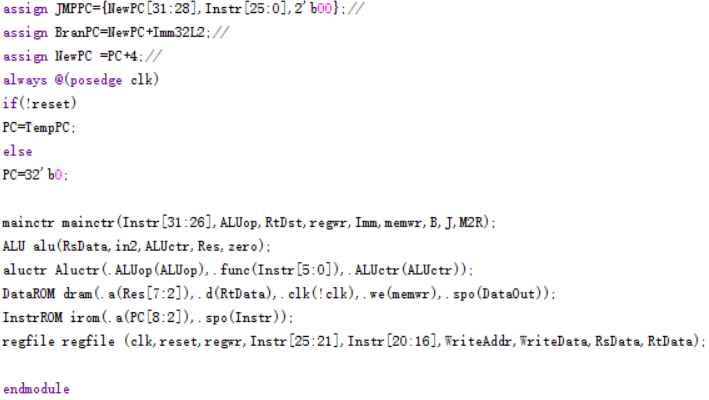 assign JMPPC={NewPC[31:28],Instr[25:0],2'b00};//
assign BranPC=NewPC+Imm32L2;//
assign NewPC =PC+4;//
always @(posedge clk)
if(!reset)
PC=TempPC;
else
PC=32'b0;
mainctr mainctr(Instr[31:26],ALUop,RtDst,regwr,Imm,memwr,B,J,M2R);
ALU alu(RsData,in2,ALUctr,Res,zero);
aluctr Aluctr(.ALUop(ALUop),.func(Instr[5:0]),.ALUctr(ALUctr));
DataROM dram(.a(Res[7:2]),.d(RtData),.clk(!clk),.we(memwr),.spo(DataOut));
InstrROM irom(.a(PC[8:2]),.spo(Instr));
regfile regfile (clk,reset,regwr,Instr[25:21],Instr[20:16],WriteAddr,WriteData,RsData,RtData);
endmodule